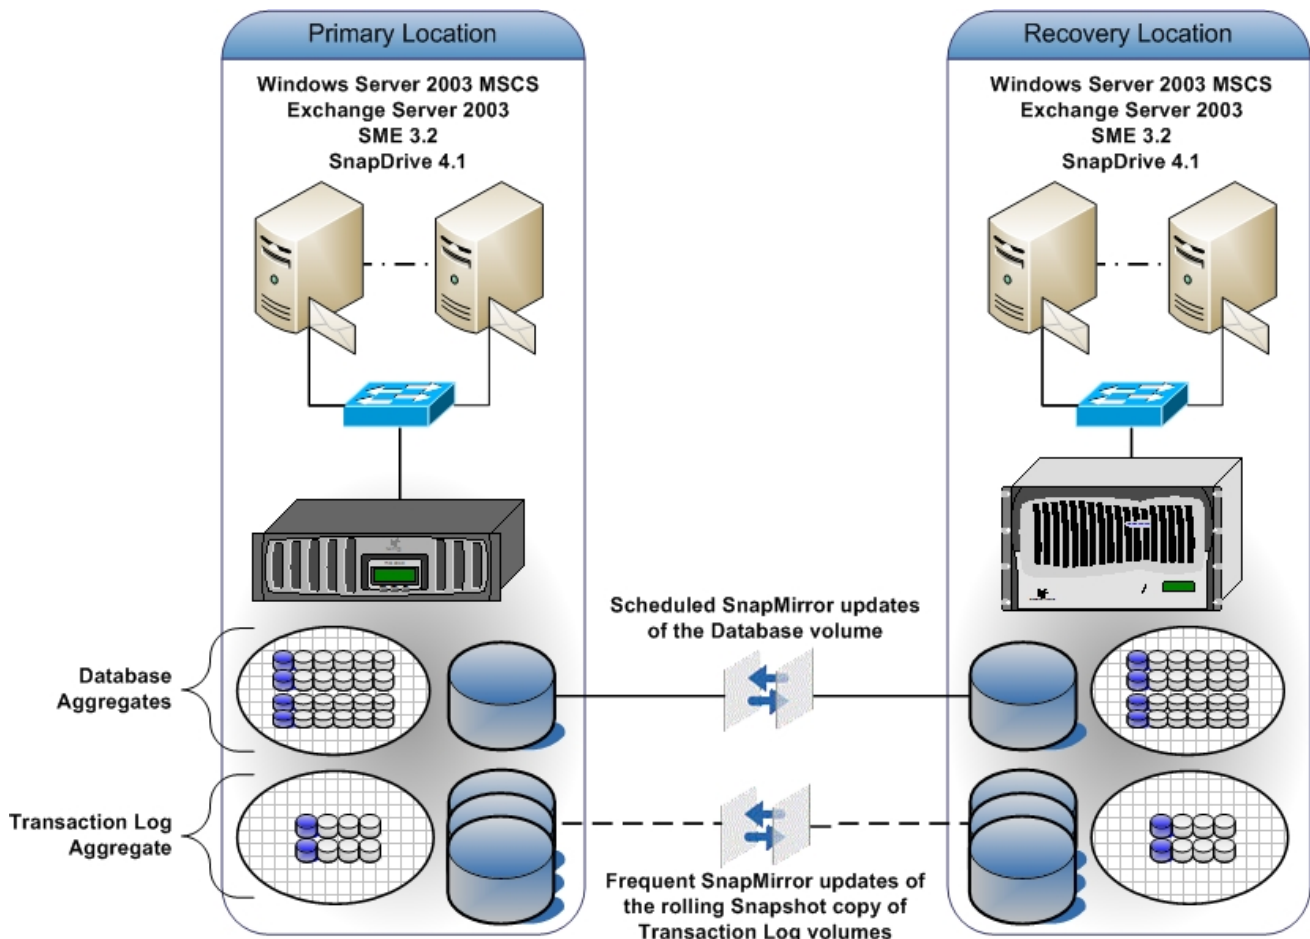 Primary Location
Windows Server 2003 MSCS
Exchange Server 2003
SME 3.2
SnapDrive 4.1
Recovery Location
Windows Server 2003 MSCS
Exchange Server 2003
SME 3.2
SnapDrive 4.1
Scheduled SnapMirror updates
of the Database volume
Database
Aggregates
Transaction Log
Aggregate
Frequent SnapMirror updates of
the rolling Snapshot copy of
Transaction Log volumes